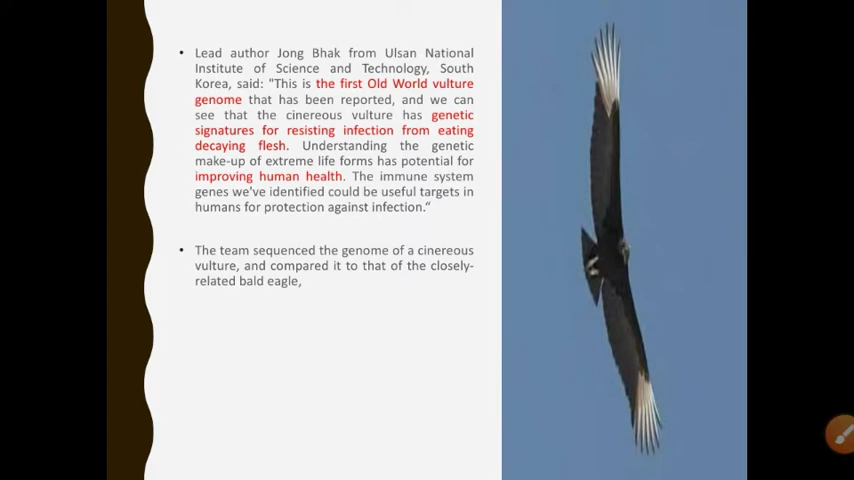 • Lead author Jong Bhak from Ulsan National
Institute of Science and Technology, South
Korea, said: "This is the first Old World vulture
genome that has been reported, and we can
see that the cinereous vulture has genetic
signatures for resisting infection from eating
decaying flesh. Understanding the genetic
make-up of extreme life forms has potential for
improving human health. The immune system
genes we've identified could be useful targets in
humans for protection against infection.“
• The team sequenced the genome of a cinereous
vulture, and compared it to that of the closely-
related bald eagle,